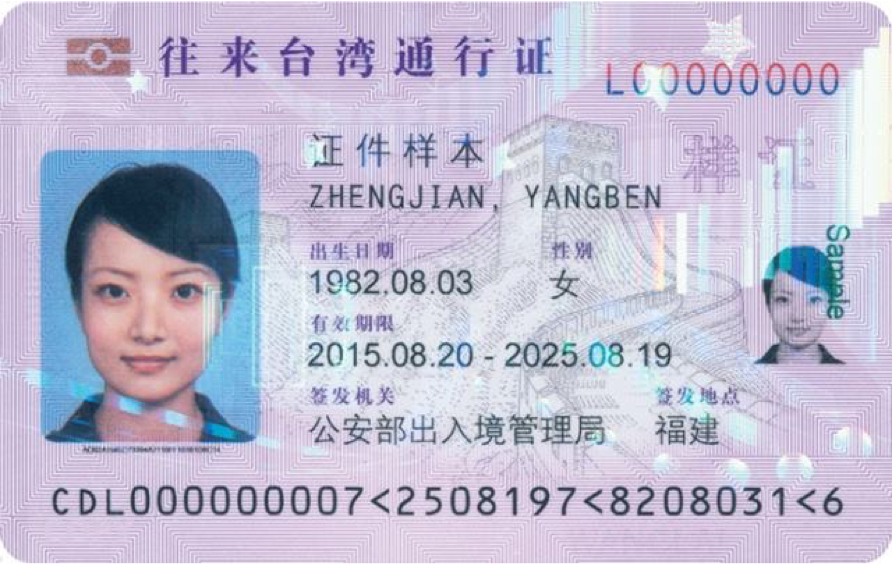 往来台湾通行证
L00000000
证件样本
样证
ZHENGJIAN, YANGBEN
Sample
出生日期 性别
1982.08.03 女
有效期限
2015.08.20 - 2025.08.19
签发机关 签发地点
公安部出入境管理局 福建
CDL000000007<2508197<8208031<6